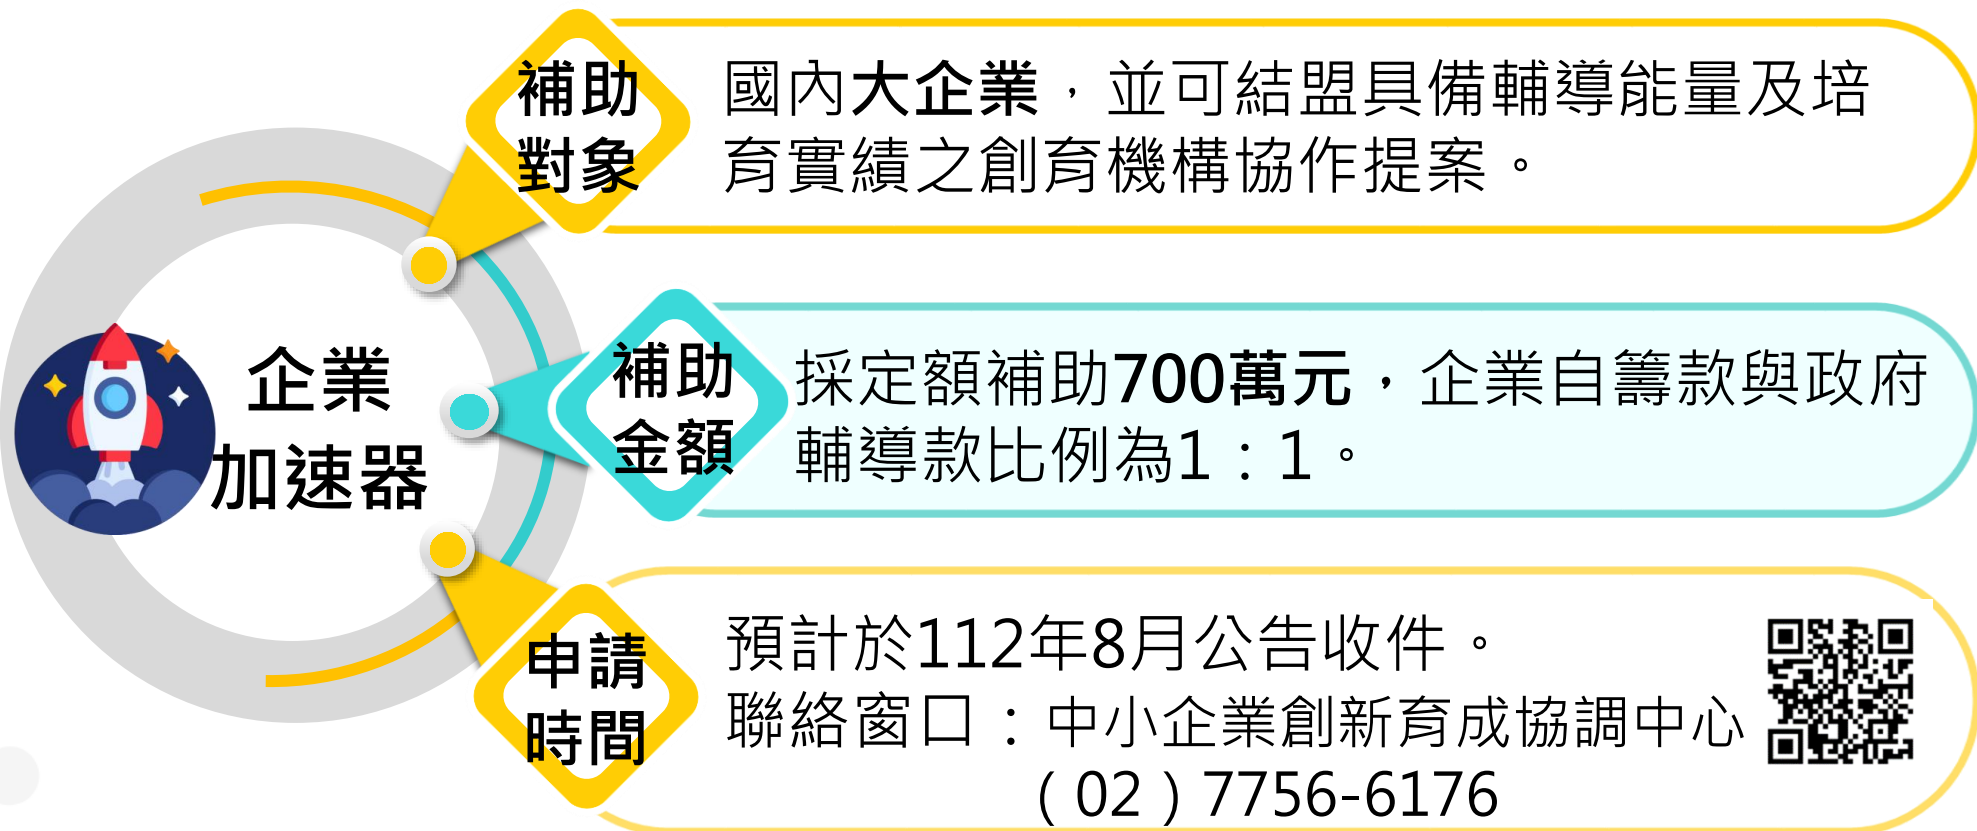 企業
加速器
補助
對象
國內大企業，並可結盟具備輔導能量及培
育實績之創育機構協作提案。
補助
金額
採定額補助700萬元，企業自籌款與政府
輔導款比例為1：1。
申請
時間
預計於112年8月公告收件。
聯絡窗口：中小企業創新育成協調中心
（02）7756-6176